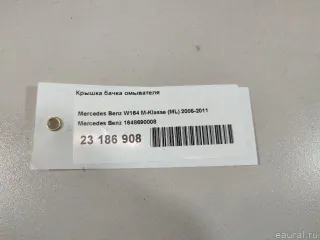 Крышка бачка омывателя
Mercedes Benz W164 M-Klasse (ML) 2005-2011
Mercedes Benz 1648690008
23 186 908
© eaural.ru